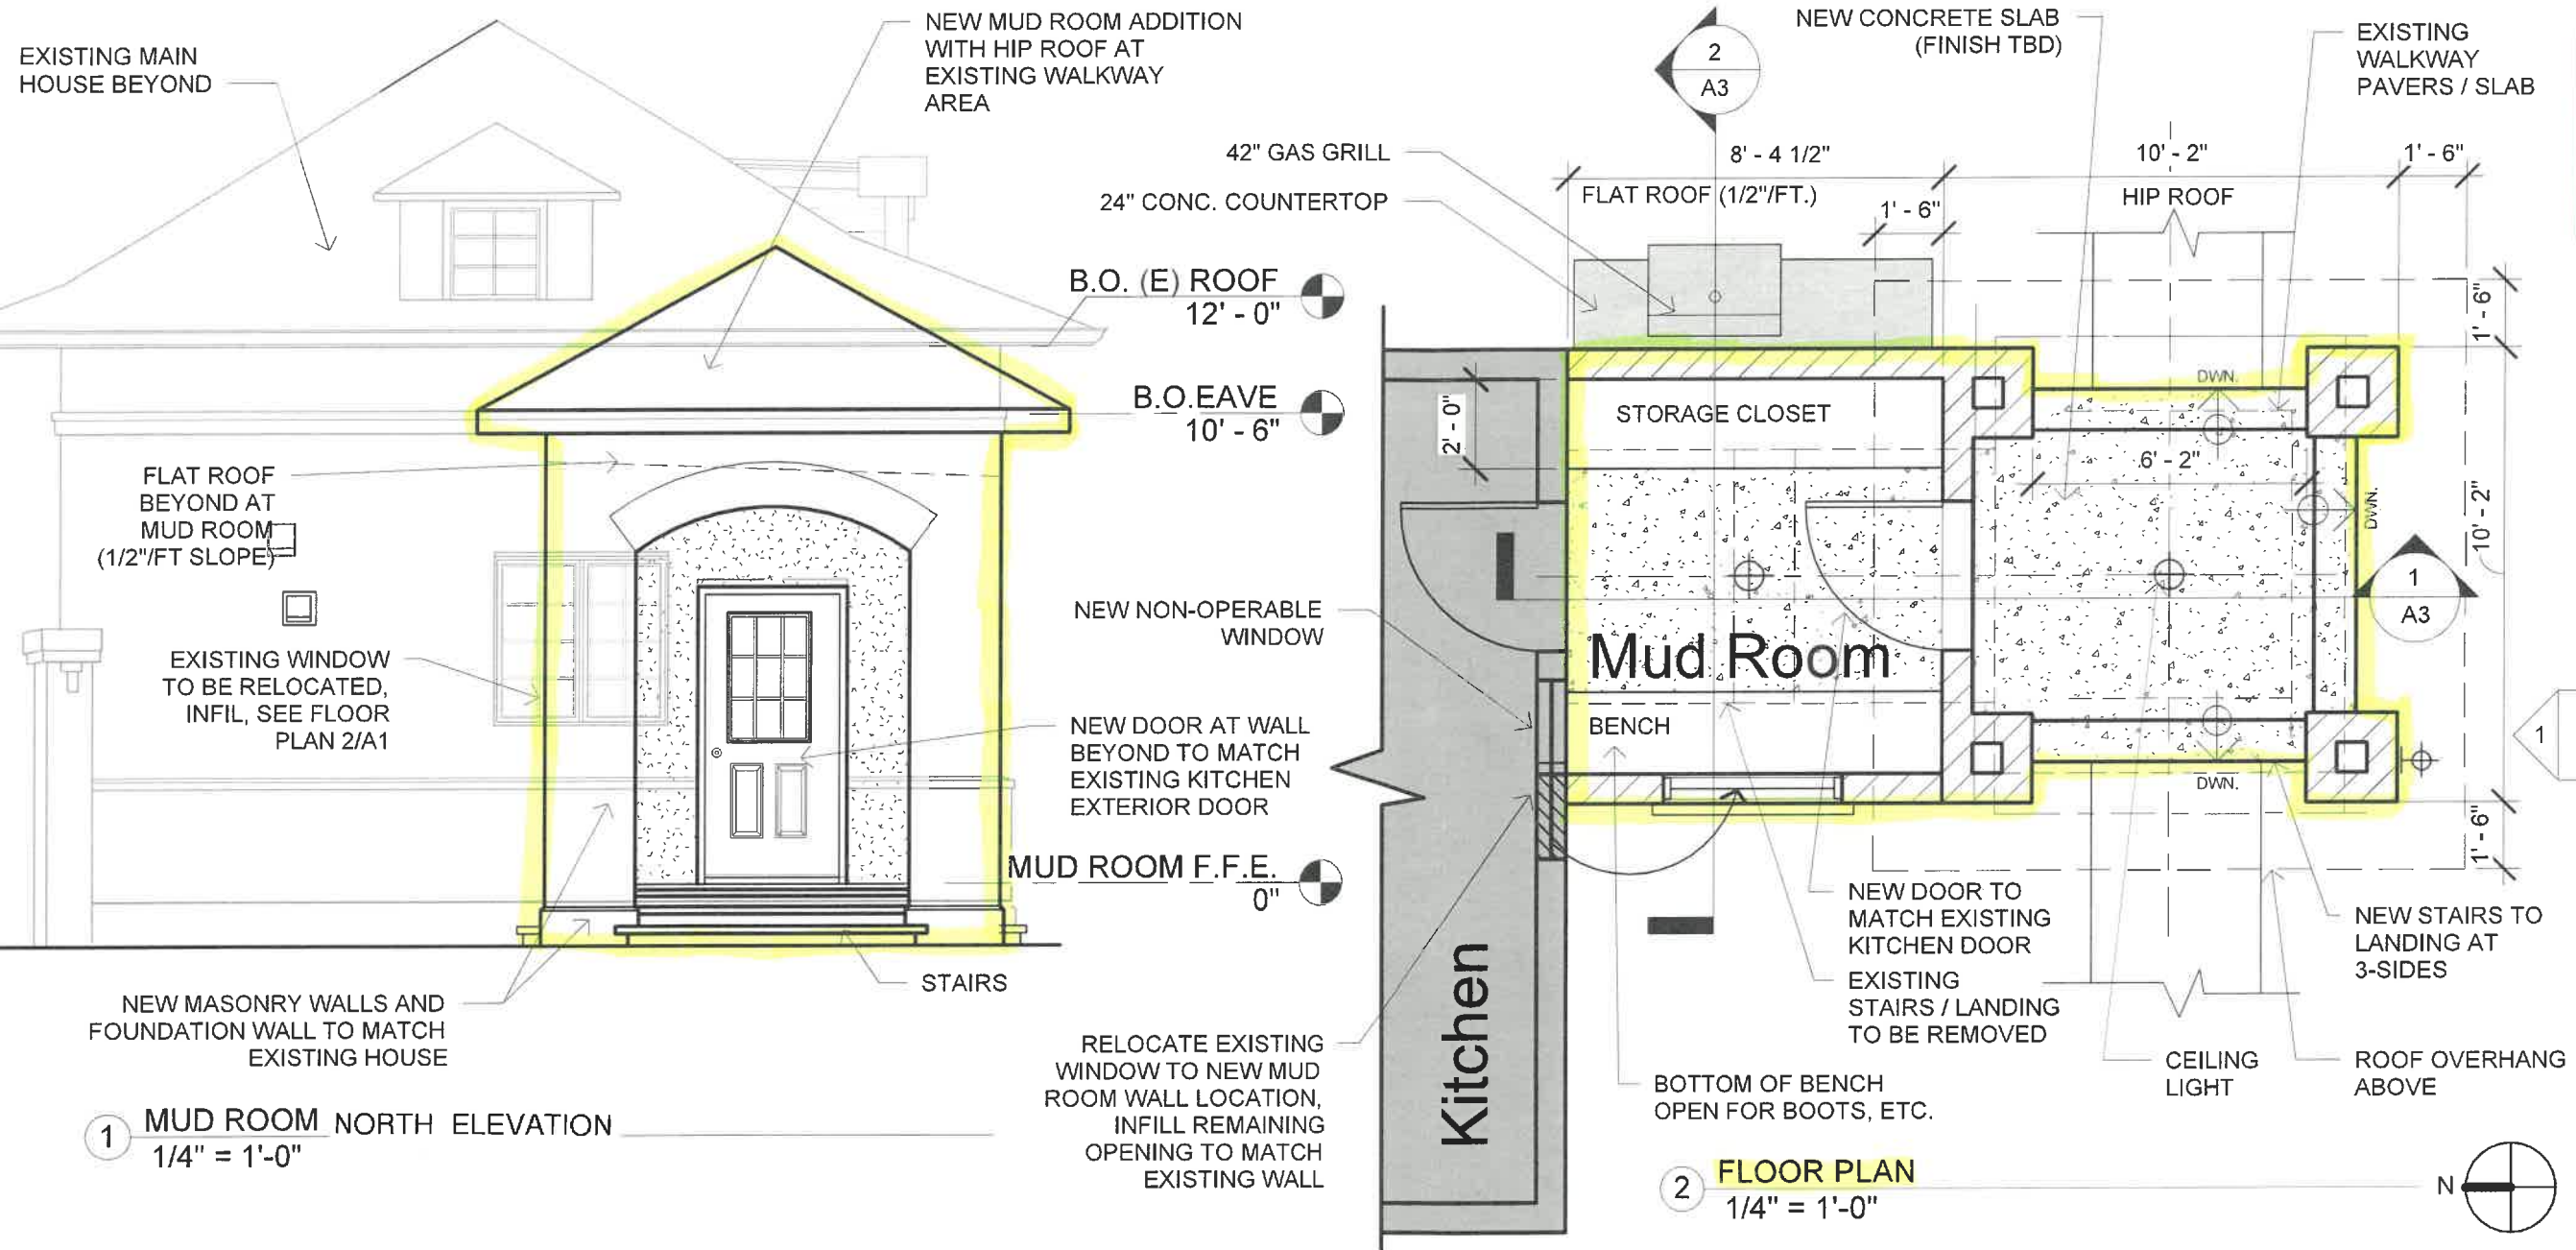 EXISTING MAIN
HOUSE BEYOND
NEW MUD ROOM ADDITION
WITH HIP ROOF AT
EXISTING WALKWAY
AREA
B.O. (E) ROOF
12' - 0"
B.O.EAVE
10' - 6"
FLAT ROOF
BEYOND AT
MUD ROOM
(1/2"/FT SLOPE)
EXISTING WINDOW
TO BE RELOCATED,
INFIL, SEE FLOOR
PLAN 2/A1
NEW DOOR AT WALL
BEYOND TO MATCH
EXISTING KITCHEN
EXTERIOR DOOR
MUD ROOM F.F.E.
0"
STAIRS
NEW MASONRY WALLS AND
FOUNDATION WALL TO MATCH
EXISTING HOUSE
1
MUD ROOM NORTH ELEVATION
1/4" = 1'-0"
2
A3
NEW CONCRETE SLAB
(FINISH TBD)
EXISTING
WALKWAY
PAVERS / SLAB
42" GAS GRILL
24" CONC. COUNTERTOP
8' - 4 1/2"
10' - 2"
1' - 6"
FLAT ROOF (1/2"/FT.)
HIP ROOF
1' - 6"
1' - 6"
DWN.
2' - 0"
STORAGE CLOSET
6' - 2"
DWN.
10' - 2"
1
A3
NEW NON-OPERABLE
WINDOW
Mud Room
BENCH
1
DWN.
1' - 6"
NEW DOOR TO
MATCH EXISTING
KITCHEN DOOR
NEW STAIRS TO
LANDING AT
3-SIDES
EXISTING
STAIRS / LANDING
TO BE REMOVED
Kitchen
RELOCATE EXISTING
WINDOW TO NEW MUD
ROOM WALL LOCATION,
INFILL REMAINING
OPENING TO MATCH
EXISTING WALL
BOTTOM OF BENCH
OPEN FOR BOOTS, ETC.
CEILING
LIGHT
ROOF OVERHANG
ABOVE
2
FLOOR PLAN
1/4" = 1'-0"
N